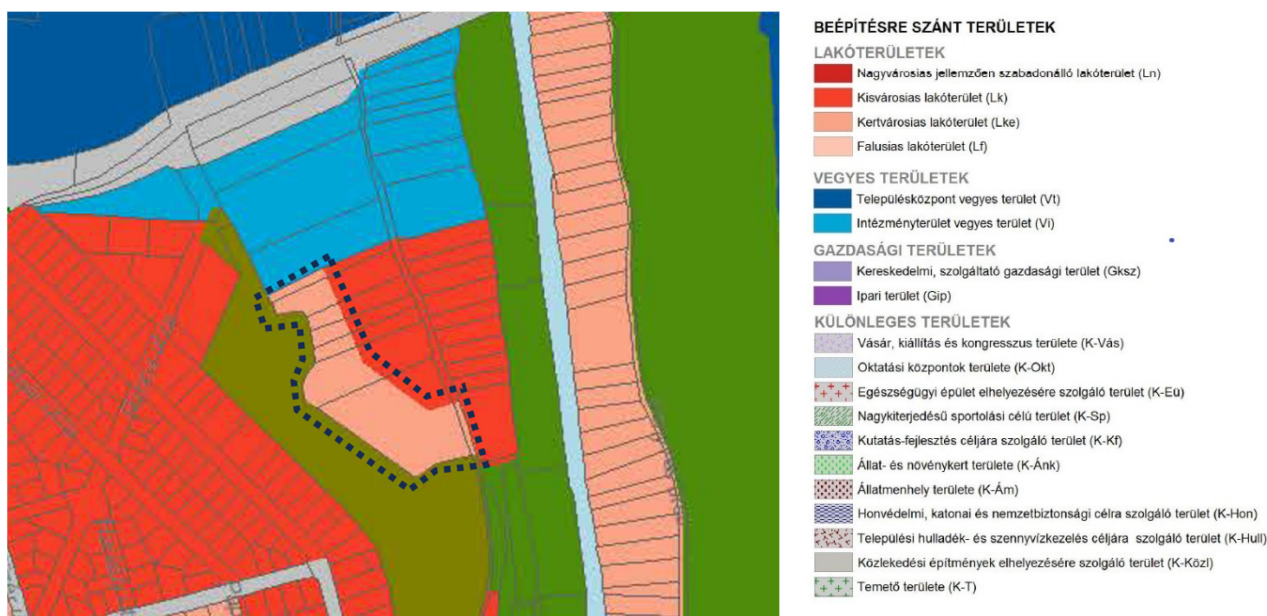 BEÉPÍTÉSRE SZÁNT TERÜLETEK
LAKÓTERÜLETEK
Nagyvárosias jellemzően szabadonálló lakóterület (Ln)
Kisvárosias lakóterület (Lk)
Kertvárosias lakóterület (Lke)
Falusias lakóterület (Lf)
VEGYES TERÜLETEK
Településközpont vegyes terület (Vt)
Intézményterület vegyes terület (Vi)
GAZDASÁGI TERÜLETEK
Kereskedelmi, szolgáltató gazdasági terület (Gksz)
Ipari terület (Gip)
KÜLÖNLEGES TERÜLETEK
Vásár, kiállítás és kongresszus területe (K-Vás)
Oktatási központok területe (K-Okt)
Egészségügyi épület elhelyezésére szolgáló terület (K-Eü)
Nagykiterjedésű sportolási célú terület (K-Sp)
Kutatás-fejlesztés céljára szolgáló terület (K-Kf)
Állat- és növénykert területe (K-Ánk)
Állatmenhely területe (K-Ám)
Honvédelmi, katonai és nemzetbiztonsági célra szolgáló terület (K-Hon)
Települési hulladék- és szennyvízkezelés céljára szolgáló terület (K-Hull)
Közlekedési építmények elhelyezésére szolgáló terület (K-Közl)
Temető területe (K-T)